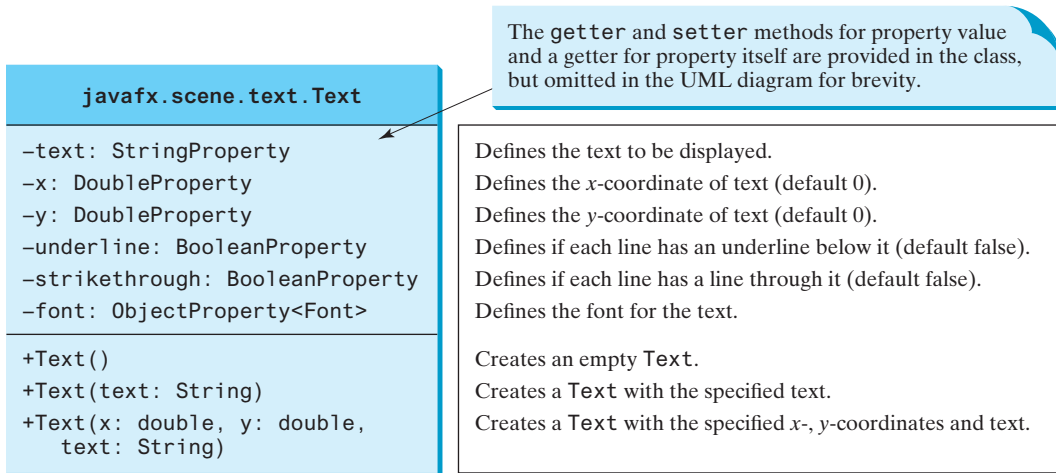 The getter and setter methods for property value
and a getter for property itself are provided in the class,
but omitted in the UML diagram for brevity.
javafx.scene.text.Text
–text: StringProperty
Defines the text to be displayed.
–x: DoubleProperty
Defines the x-coordinate of text (default 0).
–y: DoubleProperty
Defines the y-coordinate of text (default 0).
–underline: BooleanProperty
Defines if each line has an underline below it (default false).
–strikethrough: BooleanProperty
Defines if each line has a line through it (default false).
–font: ObjectProperty<Font>
Defines the font for the text.
+Text()
Creates an empty Text.
+Text(text: String)
Creates a Text with the specified text.
+Text(x: double, y: double,
text: String)
Creates a Text with the specified x-, y-coordinates and text.